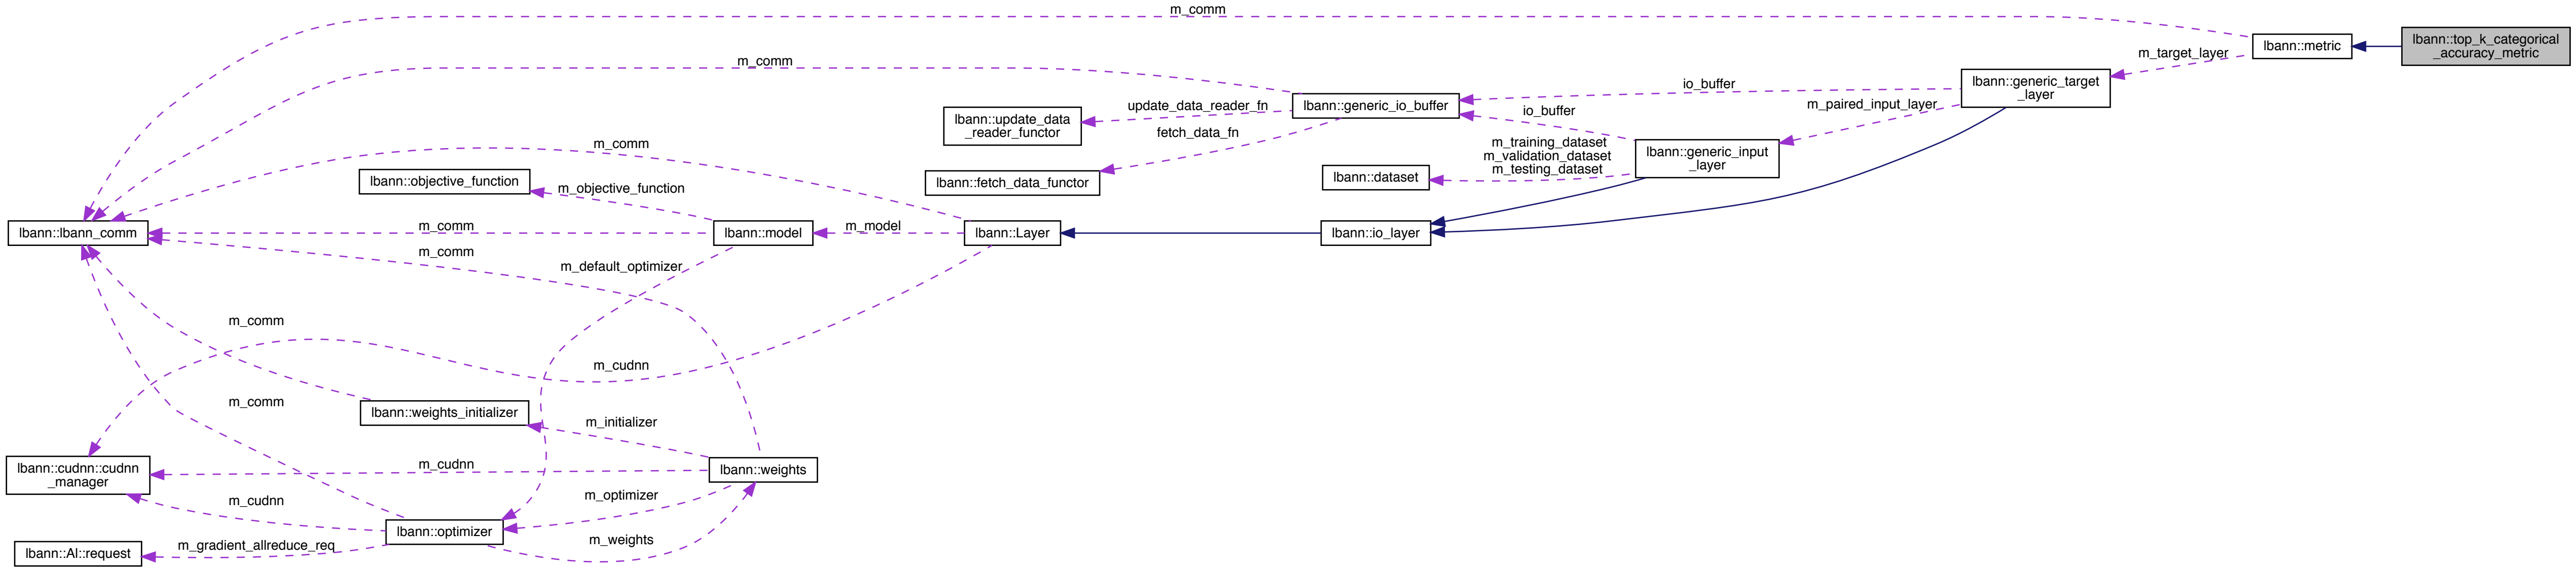 m_comm
lbann::top_k_categorical
_accuracy_metric
lbann::metric
m_target_layer
m_comm
lbann::generic_target
_layer
io_buffer
lbann::generic_io_buffer
update_data_reader_fn
m_paired_input_layer
io_buffer
lbann::update_data
_reader_functor
fetch_data_fn
m_comm
m_training_dataset
m_validation_dataset
m_testing_dataset
lbann::generic_input
_layer
lbann::dataset
lbann::objective_function
m_objective_function
lbann::fetch_data_functor
lbann::lbann_comm
m_comm
lbann::model
m_model
lbann::Layer
lbann::io_layer
m_comm
m_default_optimizer
m_comm
m_cudnn
m_comm
lbann::weights_initializer
m_initializer
lbann::cudnn::cudnn
_manager
m_cudnn
lbann::weights
m_cudnn
m_optimizer
lbann::optimizer
m_weights
lbann::Al::request
m_gradient_allreduce_req